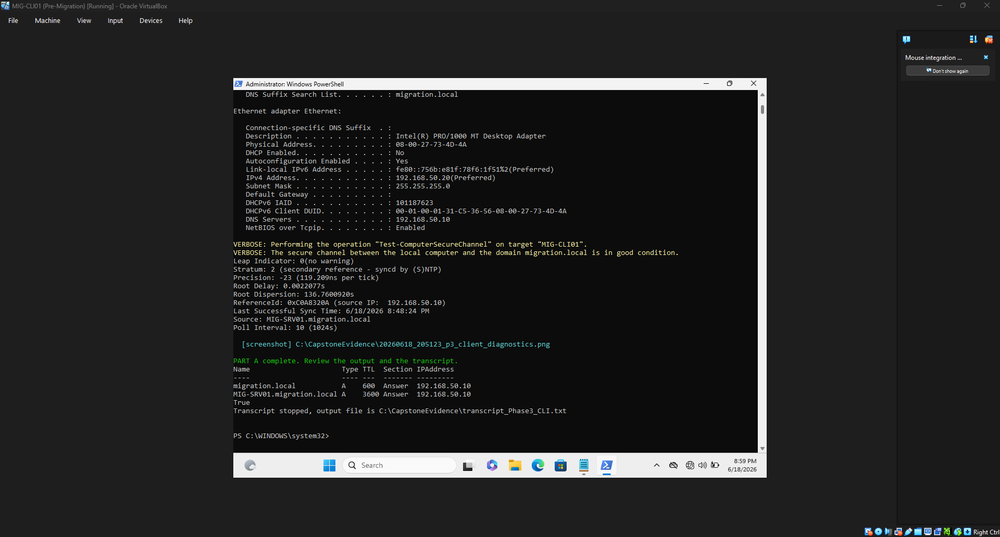 MIG-CLI01 (Pre-Migration) [Running] - Oracle VirtualBox
File Machine View Input Devices Help
Mouse integration ...
Don't show again
Administrator: Windows PowerShell
DNS Suffix Search List. . . . . . : migration.local
Ethernet adapter Ethernet:
Connection-specific DNS Suffix  . :
Description . . . . . . . . . . . : Intel(R) PRO/1000 MT Desktop Adapter
Physical Address. . . . . . . . . : 08-00-27-73-4D-4A
DHCP Enabled. . . . . . . . . . . : No
Autoconfiguration Enabled . . . . : Yes
Link-local IPv6 Address . . . . . : fe80::756b:e81f:78f6:1f51%2(Preferred)
IPv4 Address. . . . . . . . . . . : 192.168.50.20(Preferred)
Subnet Mask . . . . . . . . . . . : 255.255.255.0
Default Gateway . . . . . . . . . :
DHCPv6 IAID . . . . . . . . . . . : 101187623
DHCPv6 Client DUID. . . . . . . . : 00-01-00-01-31-C5-36-56-08-00-27-73-4D-4A
DNS Servers . . . . . . . . . . . : 192.168.50.10
NetBIOS over Tcpip. . . . . . . . : Enabled
VERBOSE: Performing the operation "Test-ComputerSecureChannel" on target "MIG-CLI01".
VERBOSE: The secure channel between the local computer and the domain migration.local is in good condition.
Leap Indicator: 0(no warning)
Stratum: 2 (secondary reference - syncd by (S)NTP)
Precision: -23 (119.209ns per tick)
Root Delay: 0.0022077s
Root Dispersion: 136.7600920s
ReferenceId: 0xC0A8320A (source IP:  192.168.50.10)
Last Successful Sync Time: 6/18/2026 8:48:24 PM
Source: MIG-SRV01.migration.local
Poll Interval: 10 (1024s)
[screenshot] C:\CapstoneEvidence\20260618_205123_p3_client_diagnostics.png
PART A complete. Review the output and the transcript.
Name                      Type TTL  Section IPAddress
----                      ---- ---  ------- ---------
migration.local           A    600  Answer  192.168.50.10
MIG-SRV01.migration.local A    3600 Answer  192.168.50.10
True
Transcript stopped, output file is C:\CapstoneEvidence\transcript_Phase3_CLI.txt
PS C:\WINDOWS\system32>
Search
8:59 PM
6/18/2026
Right Ctrl